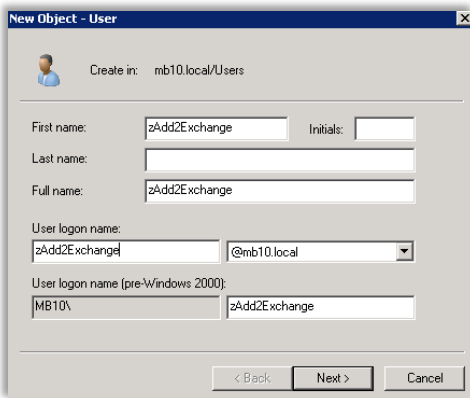 New Object - User
Create in: mb10.local/Users
First name: zAdd2Exchange Initials:
Last name:
Full name: zAdd2Exchange
User logon name:
zAdd2Exchange @mb10.local
User logon name (pre-Windows 2000):
MB10\ zAdd2Exchange
< Back Next > Cancel